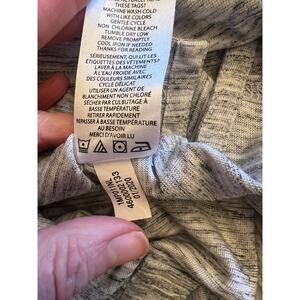 THESE TAGS?
MACHINE WASH COLD
WITH LIKE COLORS
GENTLE CYCLE
NON CHLORINE BLEACH
TUMBLE DRY LOW
REMOVE PROMPTLY
COOL IRON IF NEEDED
THANKS FOR READING
SÉRIEUSEMENT, QUI LIT LES
ÉTIQUETTES DES VÊTEMENTS?
LAVER À LA MACHINE
À L'EAU FROIDE AVEC
DES COULEURS SIMILAIRES
CYCLE DÉLICAT
UTILISER UN AGENT DE
BLANCHIMENT NON CHLORÉ
SÉCHER PAR CULBUTAGE À
BASSE TEMPÉRATURE
RETIRER RAPIDEMENT
REPASSER À BASSE TEMPÉRATURE
AU BESOIN
MERCI D'AVOIR LU
4600002133
01/2020